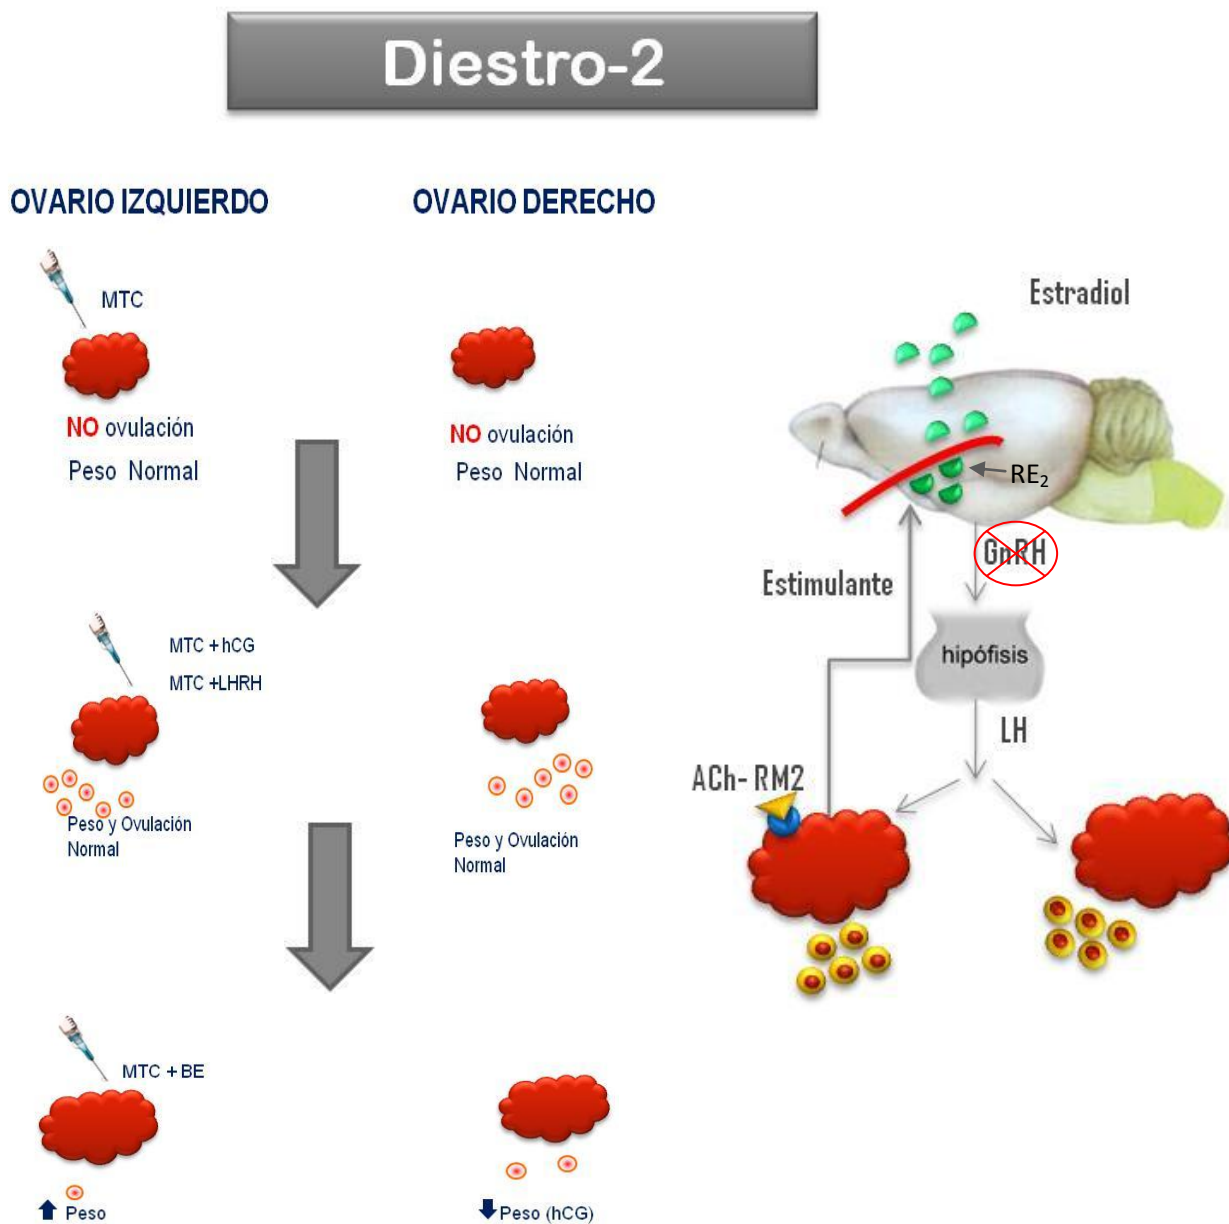 Diestro-2
OVARIO IZQUIERDO
OVARIO DERECHO
MTC
NO ovulación
Peso Normal
NO ovulación
Peso Normal
MTC + hCG
MTC +LHRH
Peso y Ovulación
Normal
Peso y Ovulación
Normal
MTC + BE
Peso
Peso (hCG)
Estradiol
RE₂
GnRH
Estimulante
hipófisis
LH
ACh- RM2